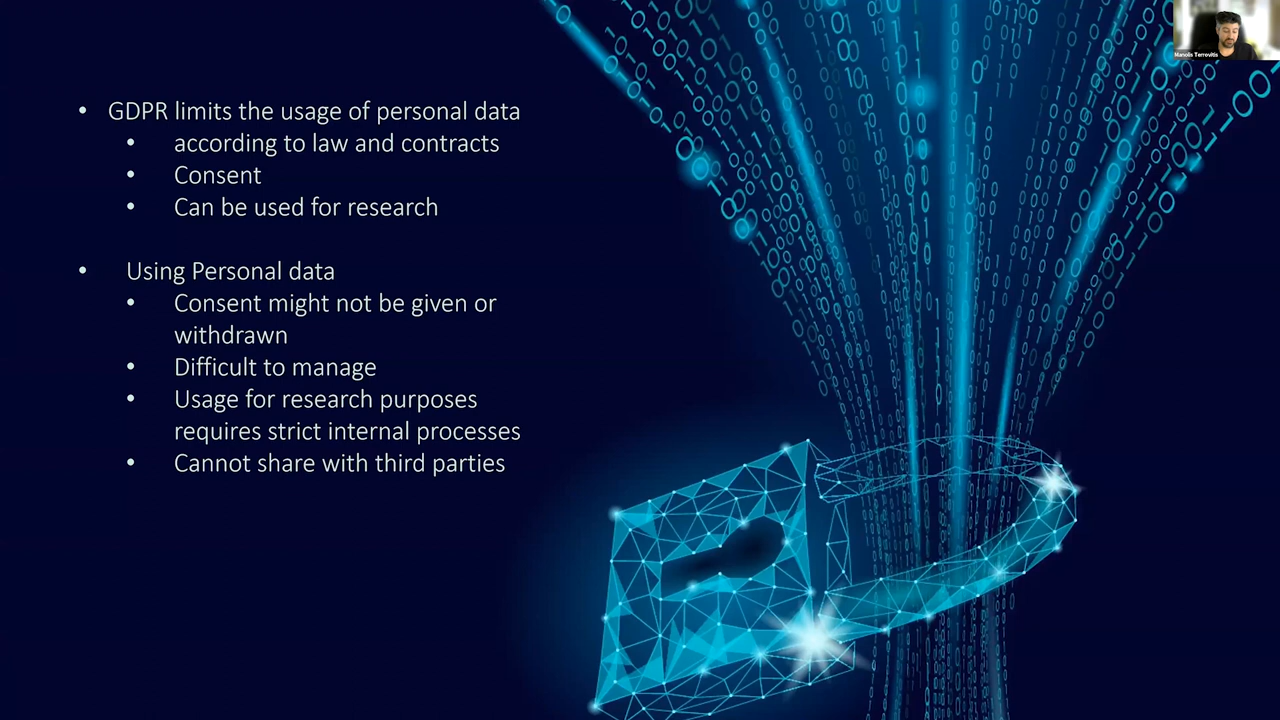 Manolis Terrovitis
• GDPR limits the usage of personal data
• according to law and contracts
• Consent
• Can be used for research
• Using Personal data
• Consent might not be given or
withdrawn
• Difficult to manage
• Usage for research purposes
requires strict internal processes
• Cannot share with third parties